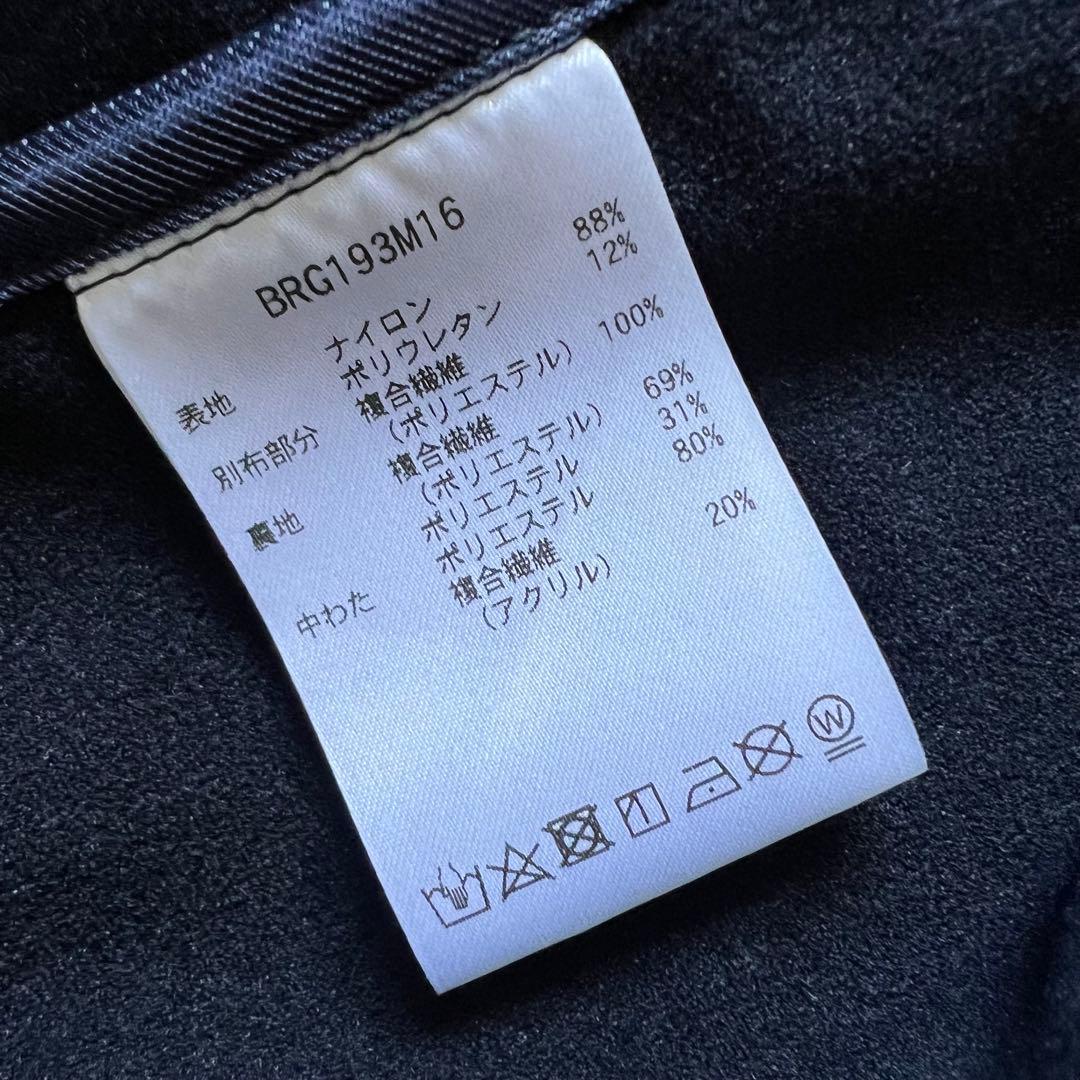 BRG193M16
表地 ナイロン 88%
ポリウレタン 12%
別布部分 複合繊維
(ポリエステル) 100%
裏地 複合繊維
(ポリエステル) 69%
ポリエステル 31%
中わた ポリエステル 80%
複合繊維
(アクリル) 20%
W